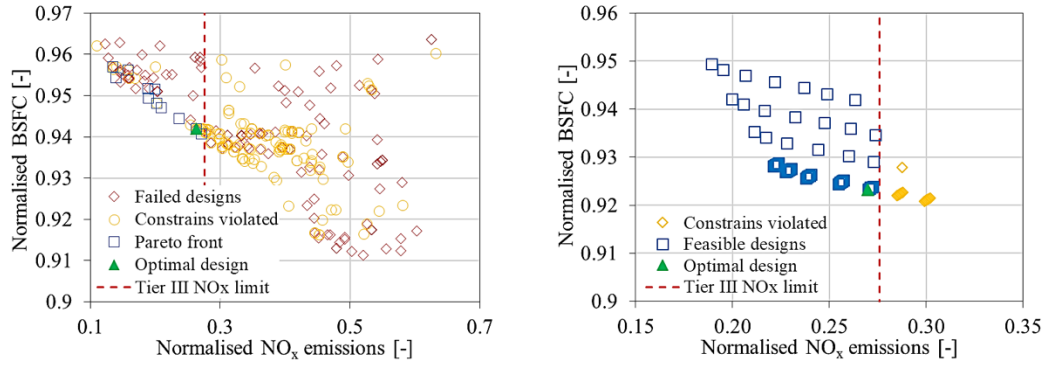 0.97
0.96
0.95
0.94
0.93
0.92
0.91
0.9
Normalised BSFC [-]
Failed designs
Constrains violated
Pareto front
Optimal design
Tier III NOx limit
0.1
0.3
0.5
0.7
Normalised NOx emissions [-]
0.96
0.95
0.94
0.93
0.92
0.91
0.9
Normalised BSFC [-]
Constrains violated
Feasible designs
Optimal design
Tier III NOx limit
0.15
0.20
0.25
0.30
0.35
Normalised NOx emissions [-]